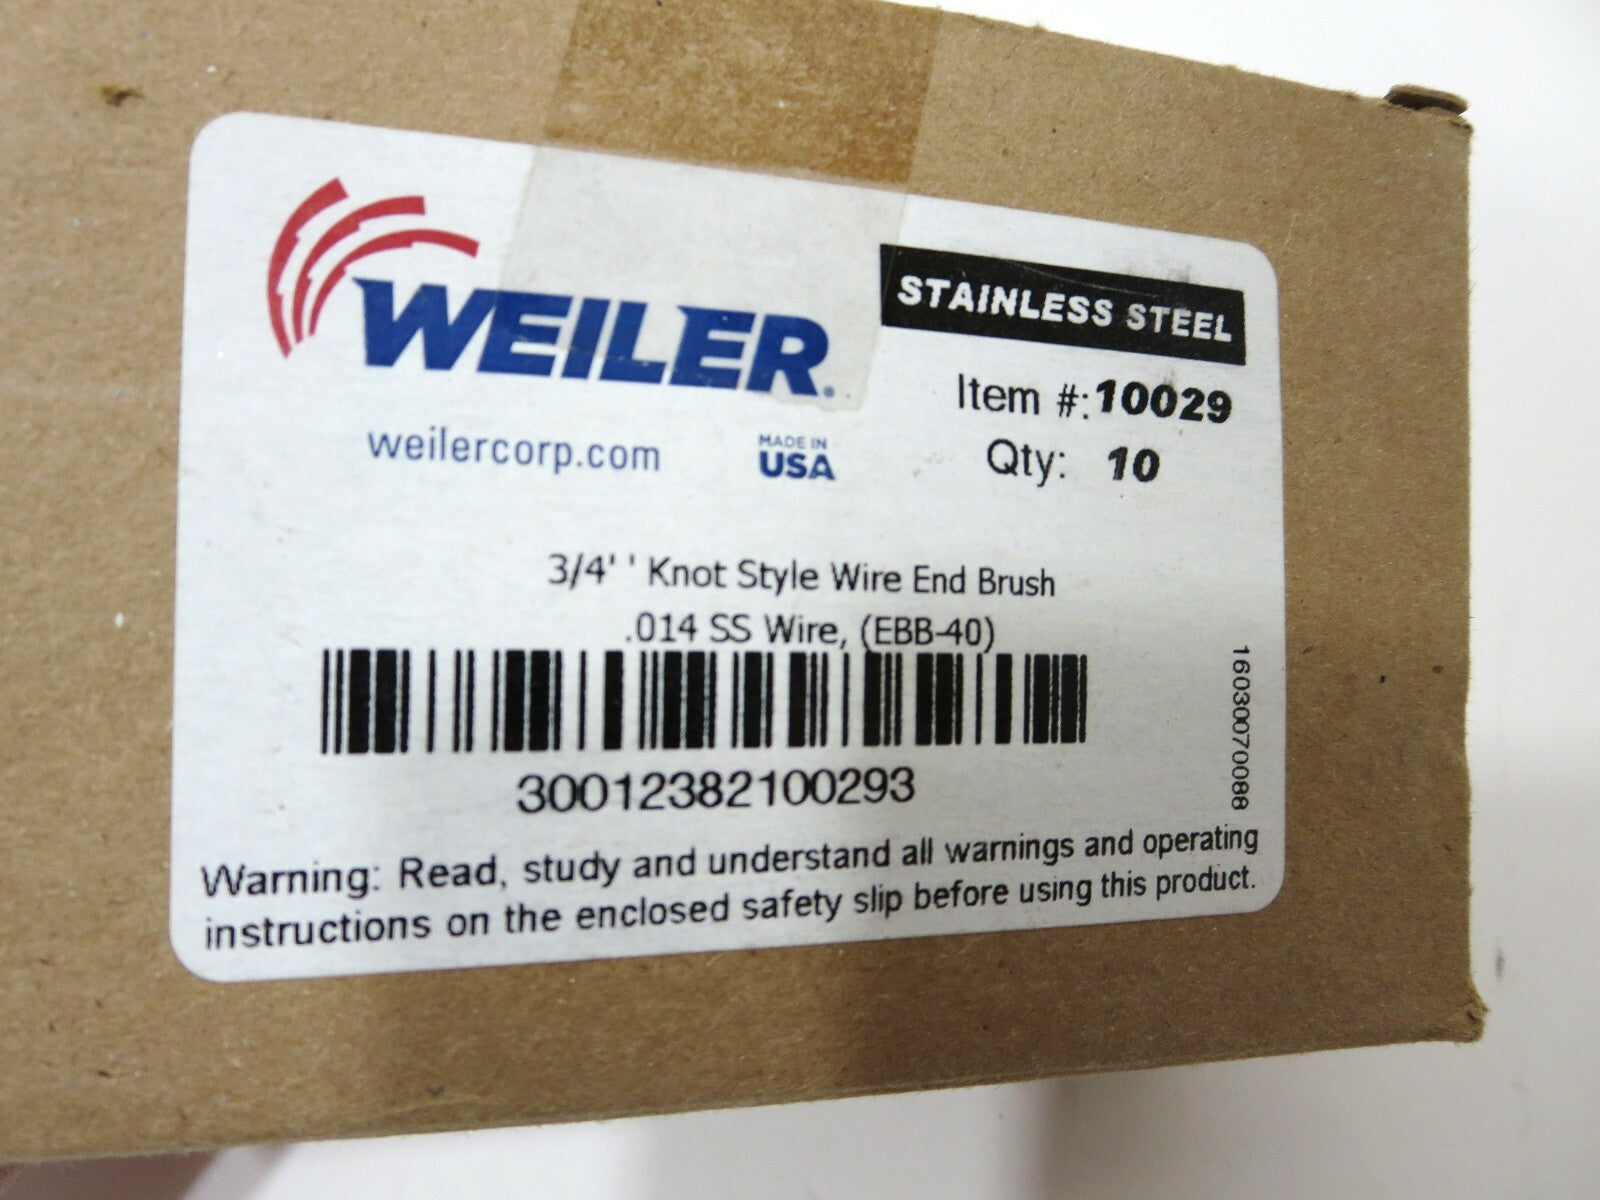 WEILER.
STAINLESS STEEL
Item #: 10029
Qty: 10
weilercorp.com
MADE IN
USA
3/4' ' Knot Style Wire End Brush
.014 SS Wire, (EBB-40)
30012382100293
16030070088
Warning: Read, study and understand all warnings and operating
instructions on the enclosed safety slip before using this product.